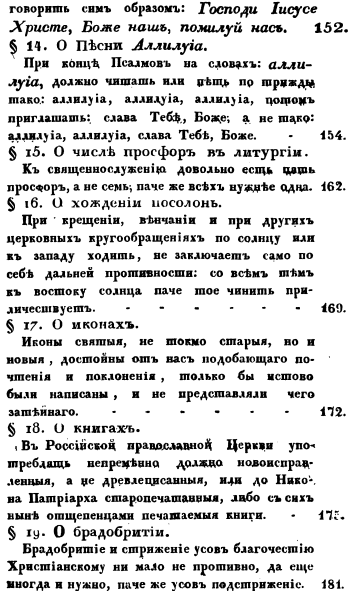 говоришь симъ образомъ: Господи Іисусе
Христе, Боже нашъ, помилуй насъ. 152.
§ 14. О Пѣсни Аллилуіа.
При концѣ Псалмовъ на словахъ: алли-
луіа, должно читать или пѣть по трижды
тако: аллилуіа, аллилуіа, аллилуіа, потомъ
приглашать: слава Тебѣ, Боже; а не тако:
аллилуіа, аллилуіа, слава Тебѣ, Боже. - 154.
§ 15. О числѣ просфоръ въ литургіи.
Къ священнослуженію довольно есть пять
просфоръ, а не семь; паче же всѣхъ нужнѣе одна. 162.
§ 16. О хожденіи посолонь.
При крещеніи, вѣнчаніи и при другихъ
церковныхъ кругообращеніяхъ по солнцу или
къ западу ходить, не заключаетъ само по
себѣ дальней противности: со всѣмъ тѣмъ
къ востоку солнца паче тое чинить при-
личествуетъ. - - - - - - 169.
§ 17. О иконахъ.
Иконы святыя, не токмо старыя, но и
новыя, достойны отъ насъ подобающаго по-
чтенія и поклоненія, только бы истово
были написаны, и не представляли чего
затѣйнаго. - - - - - - 172.
§ 18. О книгахъ.
Въ Россійской православной Церкви упо-
треблять непремѣнно должно новоисправ-
ленныя, а не древлеписанныя, или до Нико-
на Патріарха старопечатанныя, либо съ сихъ
нынѣ отщепенцами печатаемыя книги. - 175.
§ 19. О брадобритіи.
Брадобритіе и стриженіе усовъ благочестію
Христіанскому ни мало не противно, да еще
иногда и нужно, паче же усовъ подстриженіе. 181.